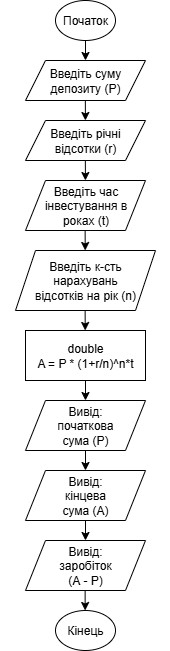 Початок
Введіть суму
депозиту (P)
Введіть річні
відсотки (r)
Введіть час
інвестування в
роках (t)
Введіть к-сть
нарахувань
відсотків на рік (n)
double
A = P * (1+r/n)^n*t
Вивід:
початкова
сума (P)
Вивід:
кінцева
сума (A)
Вивід:
заробіток
(A - P)
Кінець